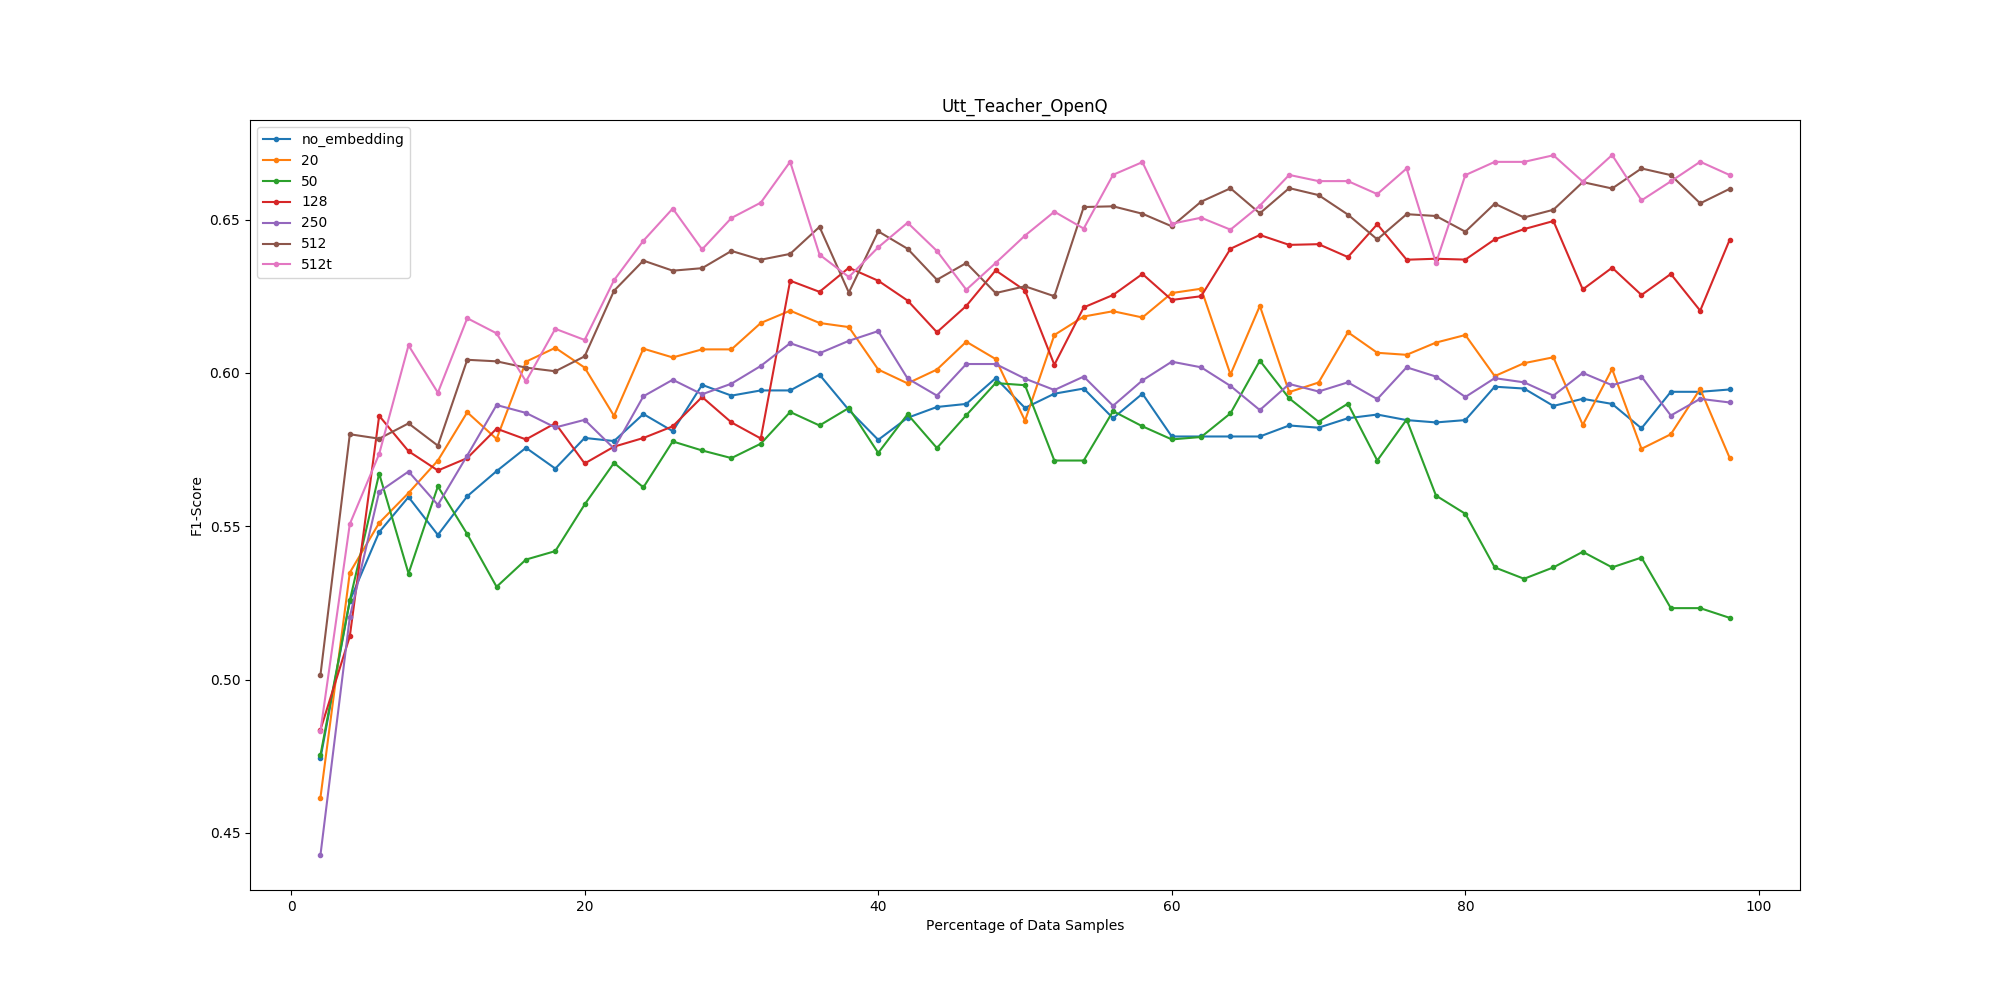 Utt_Teacher_OpenQ
no_embedding
20
50
128
250
512
512t
F1-Score
0.65
0.60
0.55
0.50
0.45
0 20 40 60 80 100
Percentage of Data Samples